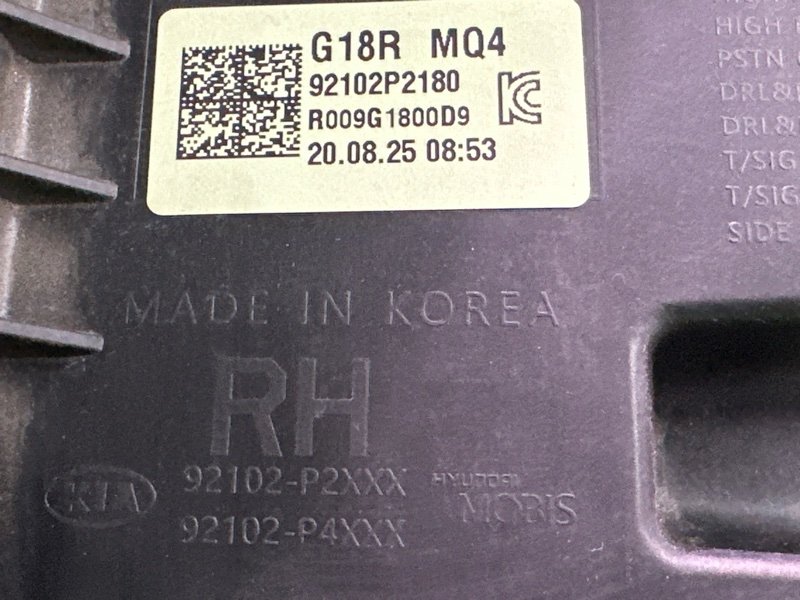 G18R MQ4
92102P2180
R009G1800D9
20.08.25 08:53
HIGH
PSTN
DRL&
DRL&
T/SIG
T/SIG
SIDE
MADE IN KOREA
RH
KIA
92102-P2XXX
92102-P4XXX
HYUNDAI
MOBIS